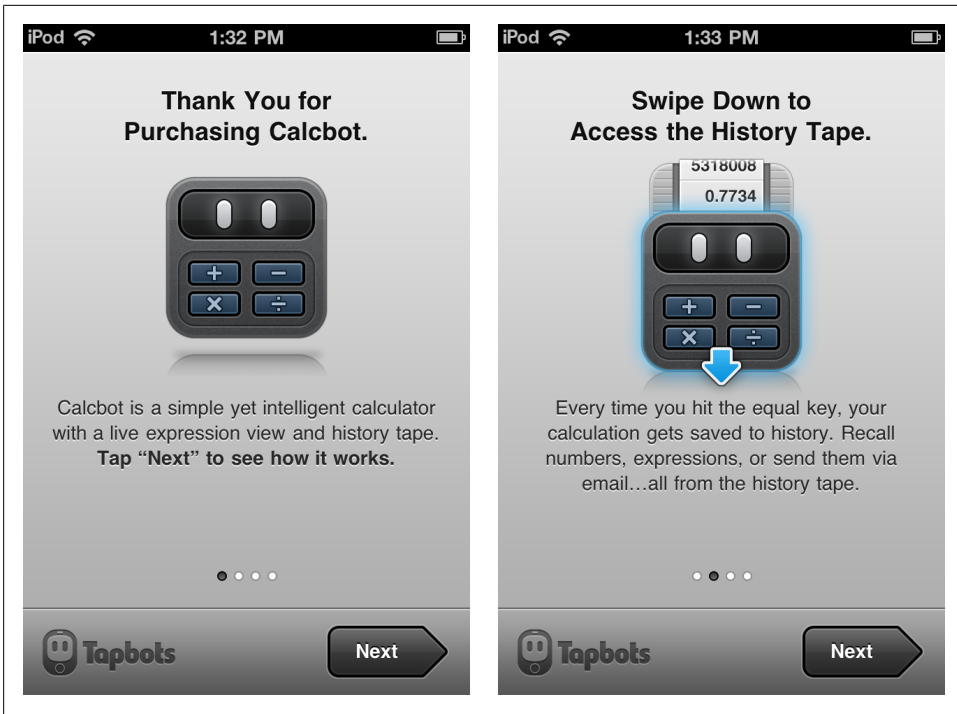 iPod 1:32 PM
Thank You for
Purchasing Calcbot.
+ −
× ÷
Calcbot is a simple yet intelligent calculator
with a live expression view and history tape.
Tap “Next” to see how it works.
Tapbots Next
iPod 1:33 PM
Swipe Down to
Access the History Tape.
5318008
0.7734
+ −
× ÷
Every time you hit the equal key, your
calculation gets saved to history. Recall
numbers, expressions, or send them via
email…all from the history tape.
Tapbots Next